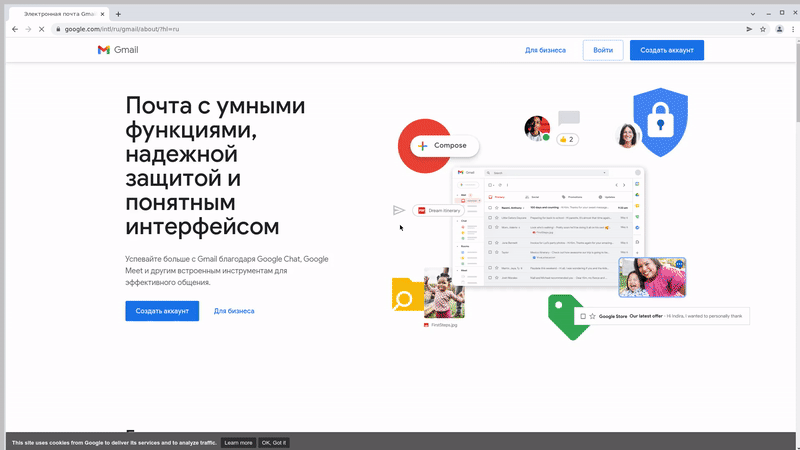 Электронная почта Gma
google.com/intl/ru/gmail/about/?hl=ru
Gmail
Для бизнеса
Войти
Создать аккаунт
Почта с умными
функциями,
надежной
защитой и
понятным
интерфейсом
Успевайте больше с Gmail благодаря Google Chat, Google
Meet и другим встроенным инструментам для
эффективного общения.
Создать аккаунт
Для бизнеса
Compose
2
Gmail
Dream itinerary
FirstSteps.jpg
Google Store Our latest offer - Hi Indira, I wanted to personally thank
This site uses cookies from Google to deliver its services and to analyze traffic.
Learn more
OK, Got it